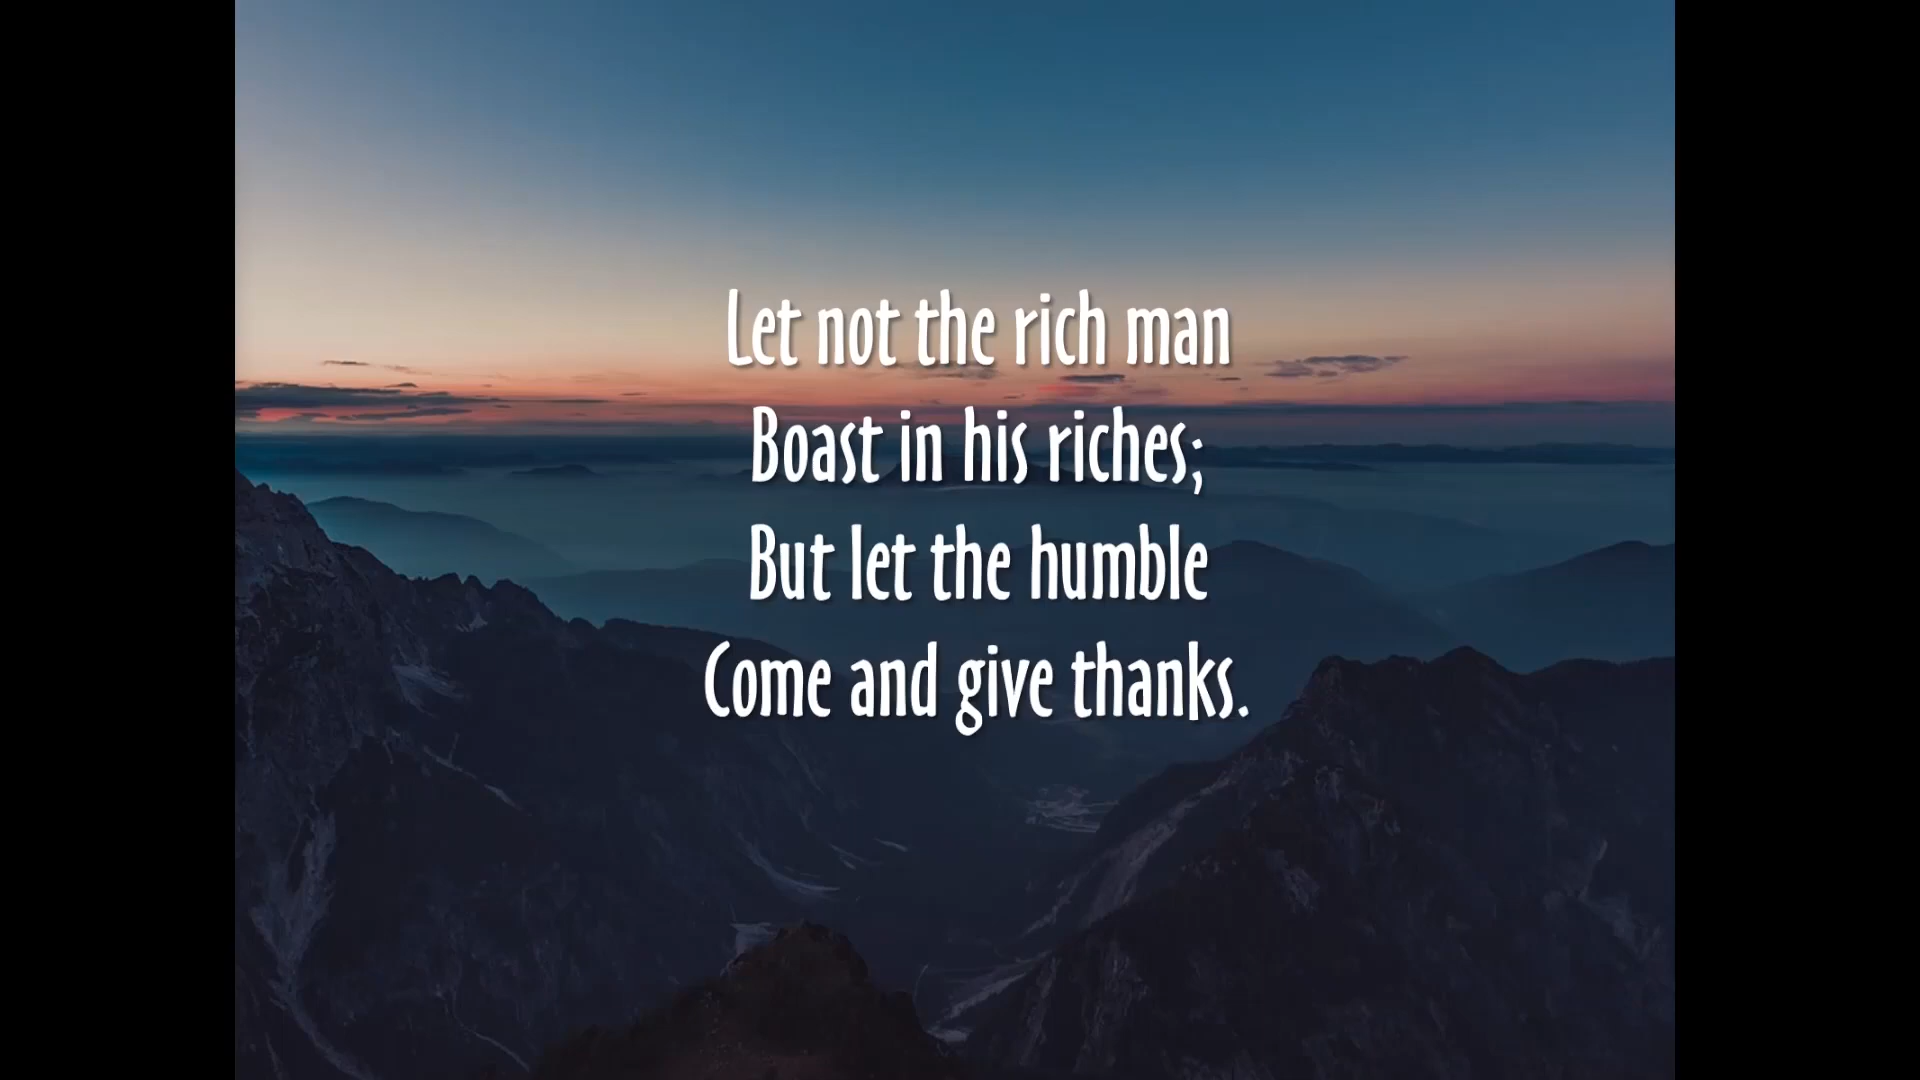 Let not the rich man
Boast in his riches;
But let the humble
Come and give thanks.